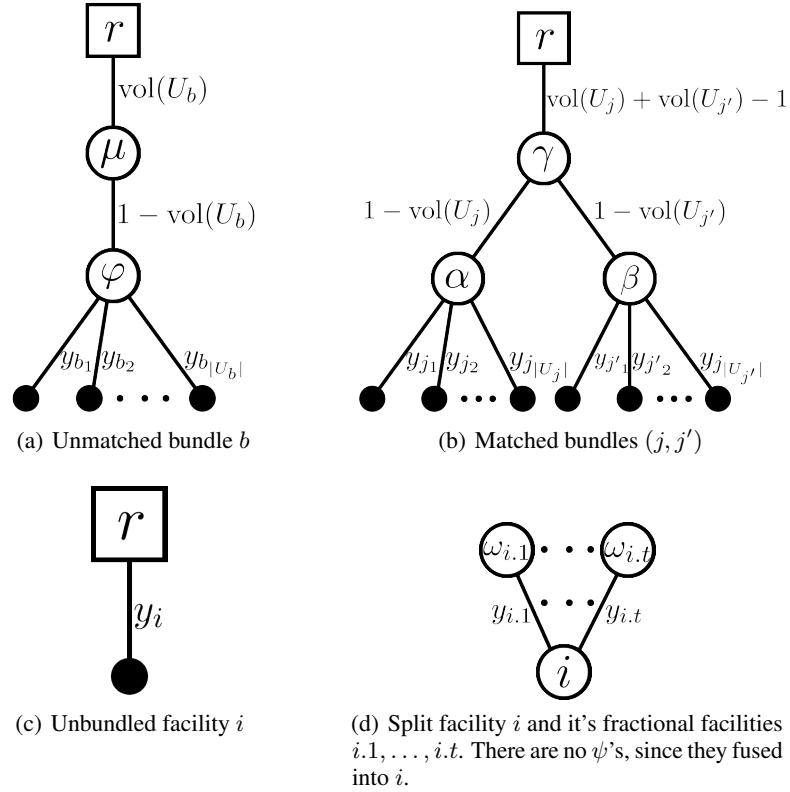 r
vol(U_b)
μ
1 − vol(U_b)
φ
y_{b_1} y_{b_2} y_{b_{|U_b|}}
(a) Unmatched bundle b
r
vol(U_j) + vol(U_{j′}) − 1
γ
1 − vol(U_j) 1 − vol(U_{j′})
α β
y_{j_1} y_{j_2} y_{j_{|U_j|}} y_{j′_1} y_{j′_2} y_{j_{|U_{j′}|}}
(b) Matched bundles (j, j′)
r
y_i
(c) Unbundled facility i
ω_{i.1} · · · ω_{i.t}
y_{i.1} · · · y_{i.t}
i
(d) Split facility i and it's fractional facilities
i.1, . . . , i.t. There are no ψ's, since they fused
into i.